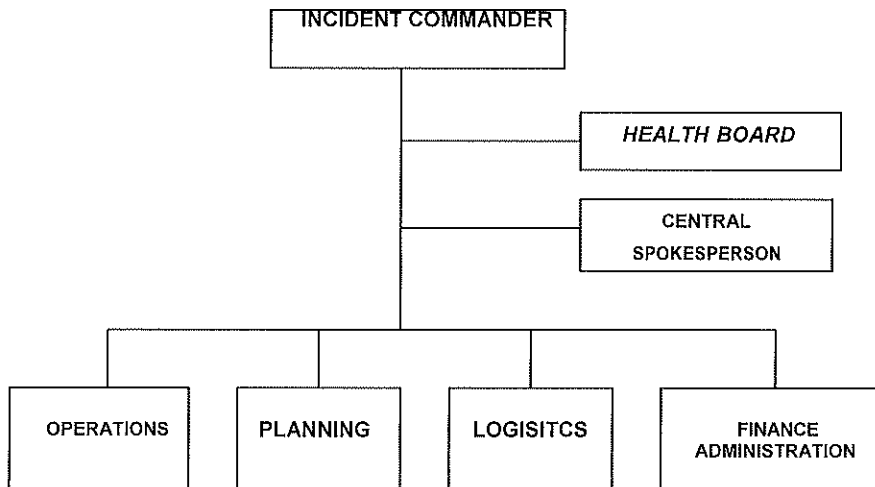 INCIDENT COMMANDER
HEALTH BOARD
CENTRAL
SPOKESPERSON
OPERATIONS
PLANNING
LOGISITCS
FINANCE
ADMINISTRATION